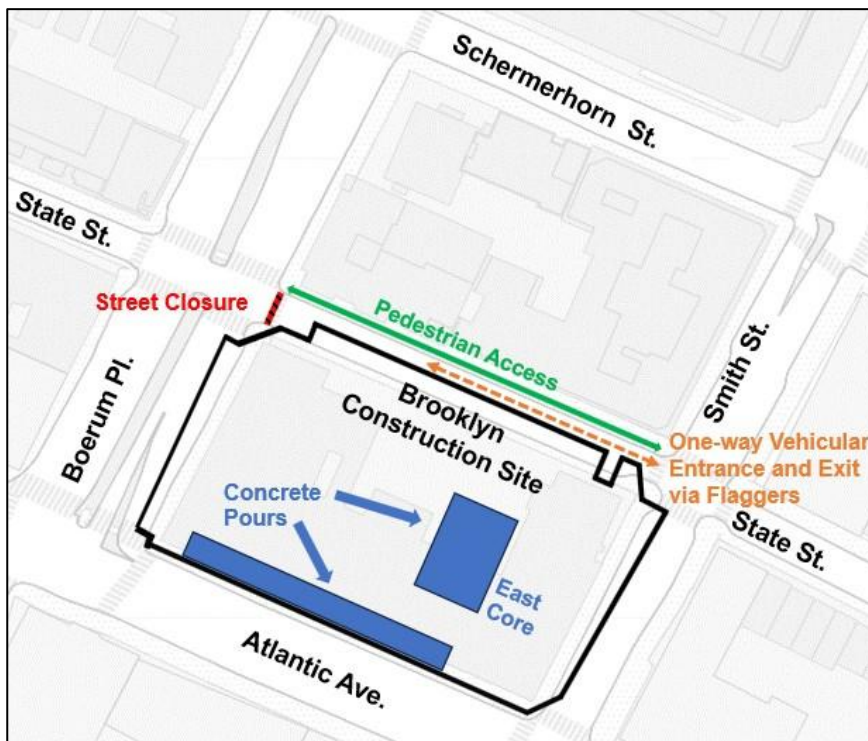 Schermerhorn St.
State St.
Street Closure
Pedestrian Access
Smith St.
Boerum Pl.
Brooklyn
Construction Site
One-way Vehicular
Entrance and Exit
via Flaggers
Concrete
Pours
State St.
East
Core
Atlantic Ave.